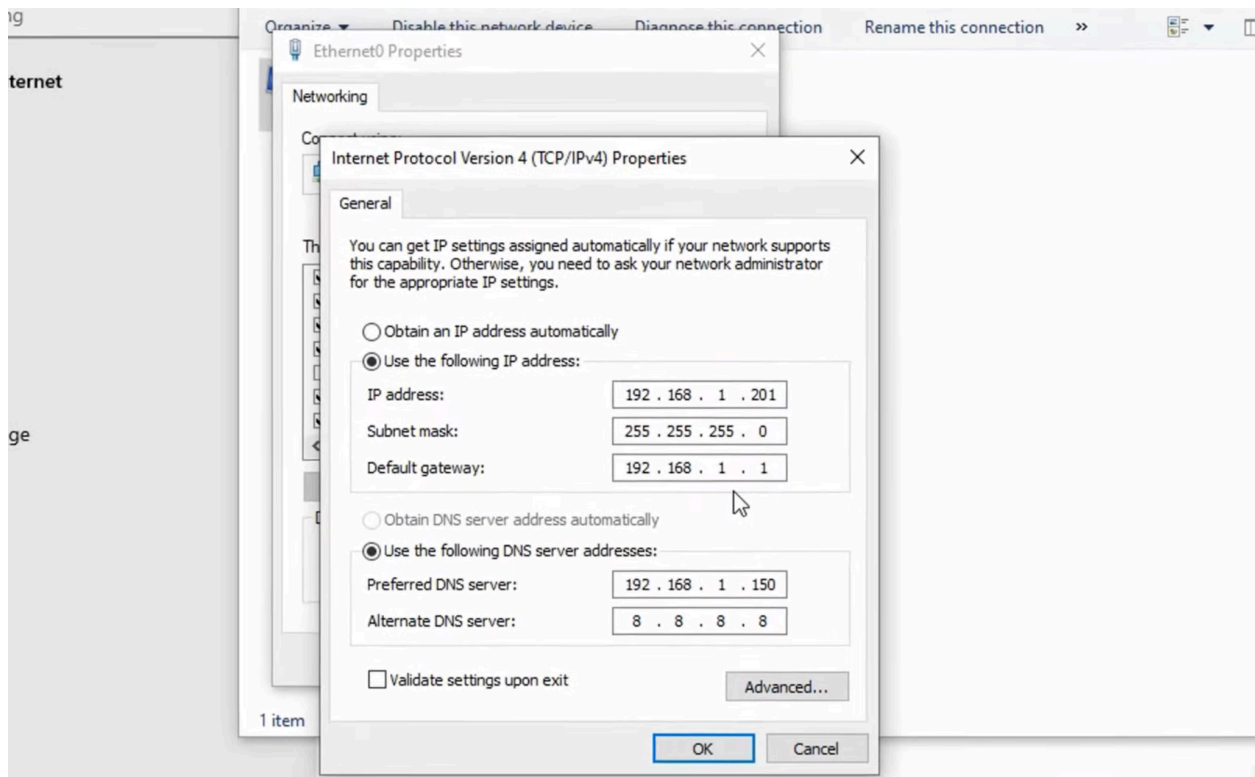 ng
Organize Disable this network device Diagnose this connection Rename this connection »
Ethernet0 Properties
ternet
Networking
Internet Protocol Version 4 (TCP/IPv4) Properties
General
You can get IP settings assigned automatically if your network supports
this capability. Otherwise, you need to ask your network administrator
for the appropriate IP settings.
Obtain an IP address automatically
Use the following IP address:
IP address: 192 . 168 . 1 . 201
Subnet mask: 255 . 255 . 255 . 0
ge
Default gateway: 192 . 168 . 1 . 1
Obtain DNS server address automatically
Use the following DNS server addresses:
Preferred DNS server: 192 . 168 . 1 . 150
Alternate DNS server: 8 . 8 . 8 . 8
Validate settings upon exit
Advanced...
1 item
OK Cancel